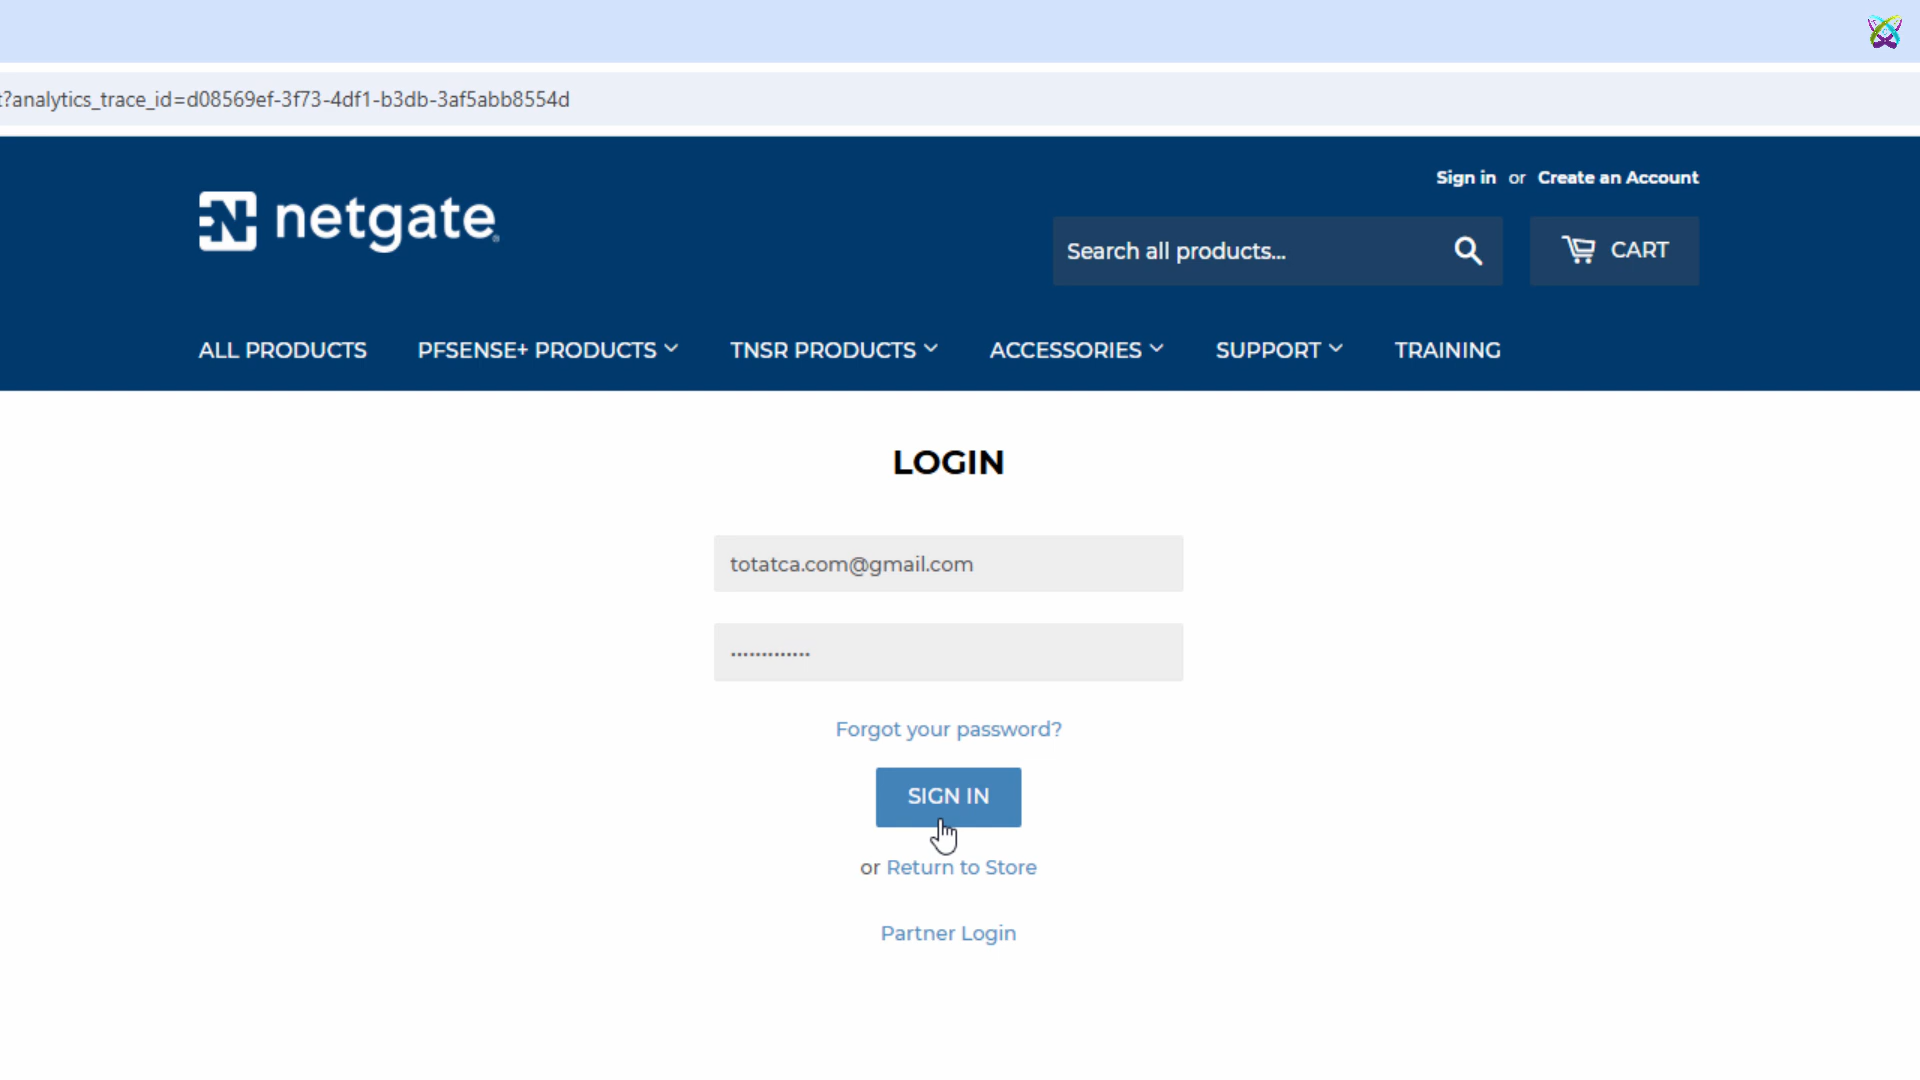 t?analytics_trace_id=d08569ef-3f73-4df1-b3db-3af5abb8554d
Sign in or Create an Account
netgate
Search all products...
CART
ALL PRODUCTS PFSENSE+ PRODUCTS TNSR PRODUCTS ACCESSORIES SUPPORT TRAINING
LOGIN
totatca.com@gmail.com
•••••••••••••
Forgot your password?
SIGN IN
or Return to Store
Partner Login